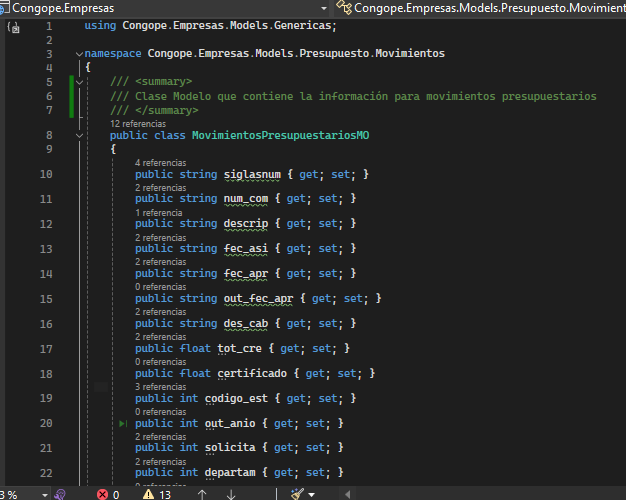 Congope.Empresas
Congope.Empresas.Models.Presupuesto.Movimient
1 using Congope.Empresas.Models.Genericas;
2
3 namespace Congope.Empresas.Models.Presupuesto.Movimientos
4 {
5 /// <summary>
6 /// Clase Modelo que contiene la información para movimientos presupuestarios
7 /// </summary>
12 referencias
8 public class MovimientosPresupuestariosMO
9 {
4 referencias
10 public string siglasnum { get; set; }
2 referencias
11 public string num_com { get; set; }
1 referencia
12 public string descrip { get; set; }
2 referencias
13 public string fec_asi { get; set; }
2 referencias
14 public string fec_apr { get; set; }
0 referencias
15 public string out_fec_apr { get; set; }
2 referencias
16 public string des_cab { get; set; }
2 referencias
17 public float tot_cre { get; set; }
0 referencias
18 public float certificado { get; set; }
3 referencias
19 public int codigo_est { get; set; }
0 referencias
20 public int out_anio { get; set; }
2 referencias
21 public int solicita { get; set; }
2 referencias
22 public int departam { get; set; }
3 %
0
13